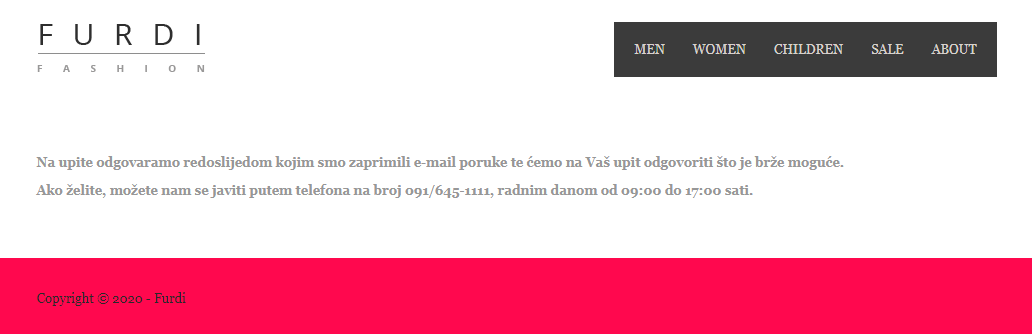 FURDI
FASHION
MEN WOMEN CHILDREN SALE ABOUT
Na upite odgovaramo redoslijedom kojim smo zaprimili e-mail poruke te ćemo na Vaš upit odgovoriti što je brže moguće.
Ako želite, možete nam se javiti putem telefona na broj 091/645-1111, radnim danom od 09:00 do 17:00 sati.
Copyright © 2020 - Furdi